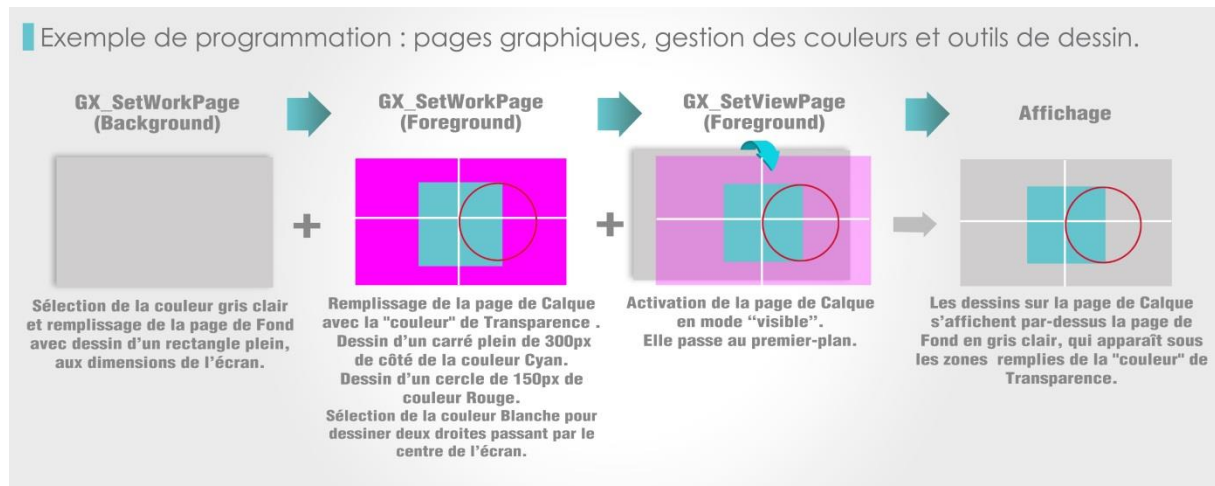 Exemple de programmation : pages graphiques, gestion des couleurs et outils de dessin.
GX_SetWorkPage
(Background)
Sélection de la couleur gris clair
et remplissage de la page de Fond
avec dessin d'un rectangle plein,
aux dimensions de l'écran.
+
GX_SetWorkPage
(Foreground)
Remplissage de la page de Calque
avec la "couleur" de Transparence .
Dessin d'un carré plein de 300px
de côté de la couleur Cyan.
Dessin d'un cercle de 150px de
couleur Rouge.
Sélection de la couleur Blanche pour
dessiner deux droites passant par le
centre de l'écran.
+
GX_SetViewPage
(Foreground)
Activation de la page de Calque
en mode “visible”.
Elle passe au premier-plan.
Affichage
Les dessins sur la page de Calque
s’affichent par-dessus la page de
Fond en gris clair, qui apparaît sous
les zones remplies de la "couleur" de
Transparence.